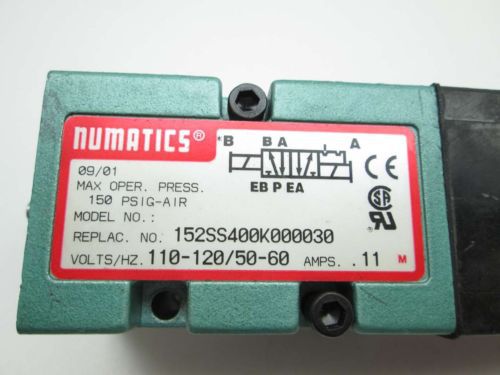 NUMATICS®
*B B A A
EB P EA
CE
09/01
MAX OPER. PRESS.
150 PSIG-AIR
MODEL NO.:
REPLAC. NO. 152SS400K000030
VOLTS/HZ. 110-120/50-60 AMPS. .11 M